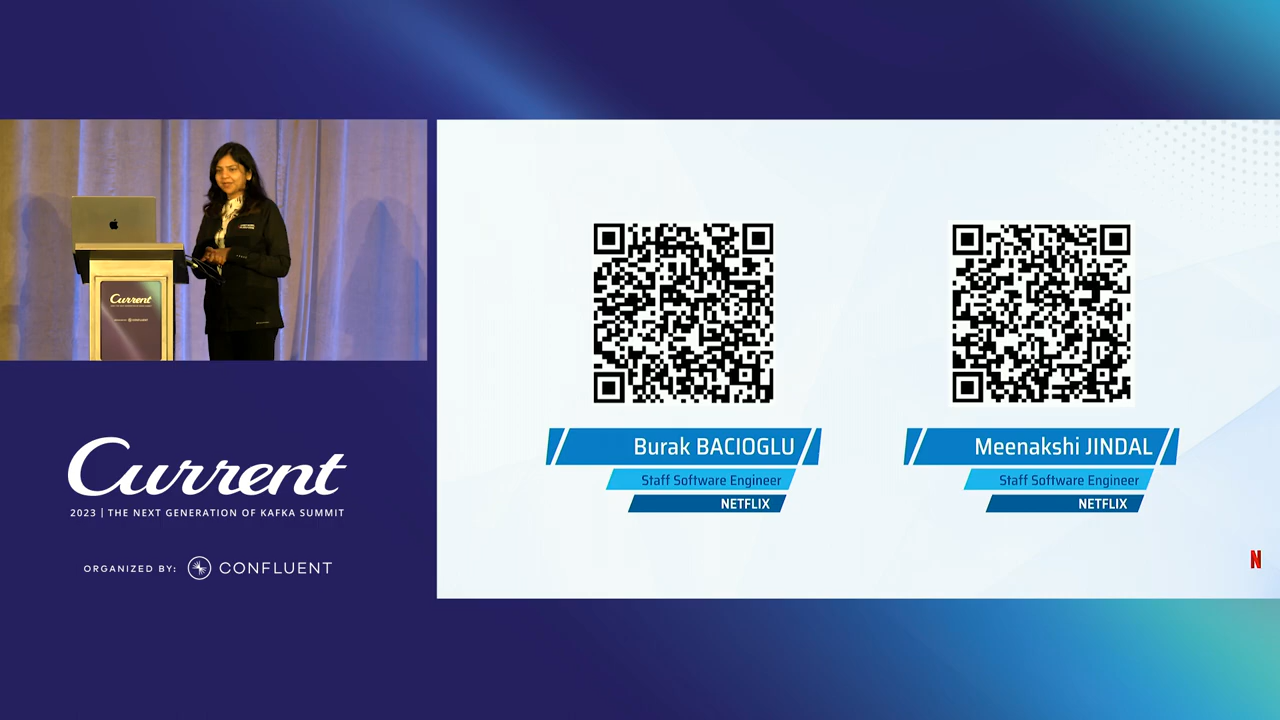 Current
Current
2023 | THE NEXT GENERATION OF KAFKA SUMMIT
ORGANIZED BY: CONFLUENT
Burak BACIOGLU
Staff Software Engineer
NETFLIX
Meenakshi JINDAL
Staff Software Engineer
NETFLIX
N